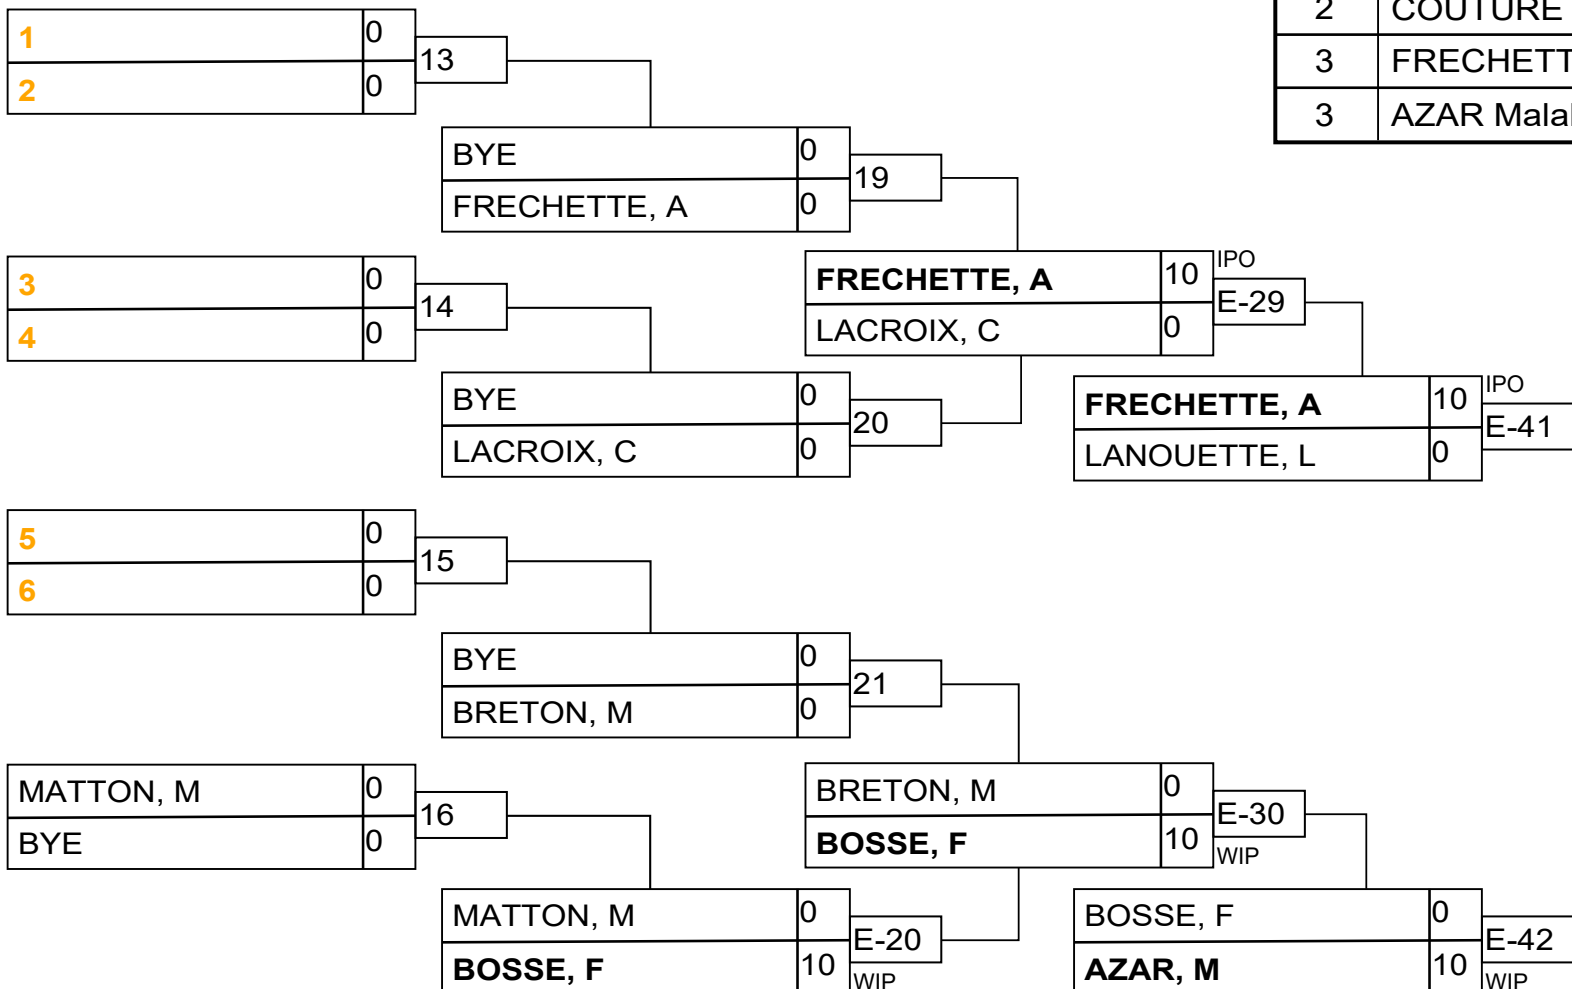 2 COUTURE
3 FRECHETT
3 AZAR Mala
1 0
13
2 0
BYE 0
19
FRECHETTE, A 0
3 0
14
4 0
FRECHETTE, A 10 IPO
E-29
LACROIX, C 0
BYE 0
20
LACROIX, C 0
FRECHETTE, A 10 IPO
E-41
LANOUETTE, L 0
5 0
15
6 0
BYE 0
21
BRETON, M 0
MATTON, M 0
16
BYE 0
BRETON, M 0
E-30
BOSSE, F 10 WIP
MATTON, M 0
E-20
BOSSE, F 10 WIP
BOSSE, F 0
E-42
AZAR, M 10 WIP